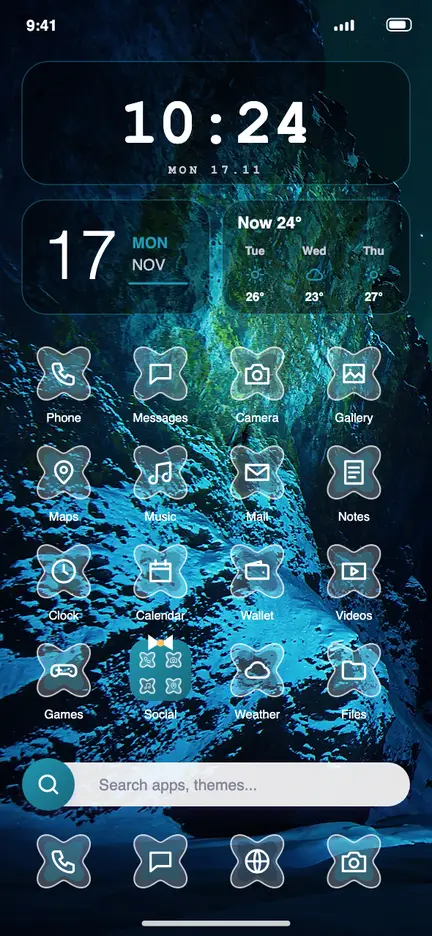 9:41
10:24
MON 17.11
17
MON
NOV
Now 24°
Tue Wed Thu
26° 23° 27°
Phone Messages Camera Gallery
Maps Music Mail Notes
Clock Calendar Wallet Videos
Games Social Weather Files
Search apps, themes...